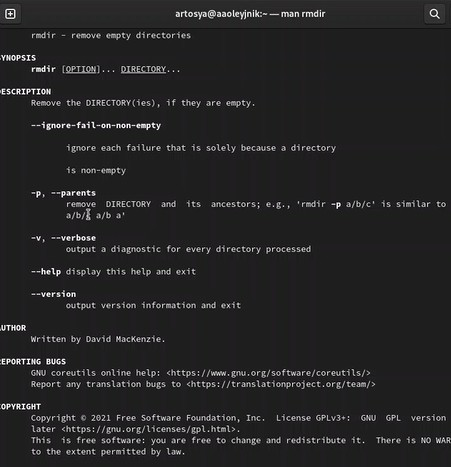 artosya@aaoleyjnik:~ — man rmdir
rmdir - remove empty directories
YNOPSIS
rmdir [OPTION]... DIRECTORY...
DESCRIPTION
Remove the DIRECTORY(ies), if they are empty.
--ignore-fail-on-non-empty
ignore each failure that is solely because a directory
is non-empty
-p, --parents
remove DIRECTORY and its ancestors; e.g., 'rmdir -p a/b/c' is similar to
a/b/ a/b a'
-v, --verbose
output a diagnostic for every directory processed
--help display this help and exit
--version
output version information and exit
AUTHOR
Written by David MacKenzie.
REPORTING BUGS
GNU coreutils online help: <https://www.gnu.org/software/coreutils/>
Report any translation bugs to <https://translationproject.org/team/>
COPYRIGHT
Copyright © 2021 Free Software Foundation, Inc. License GPLv3+: GNU GPL version
later <https://gnu.org/licenses/gpl.html>.
This is free software: you are free to change and redistribute it. There is NO WAR
to the extent permitted by law.